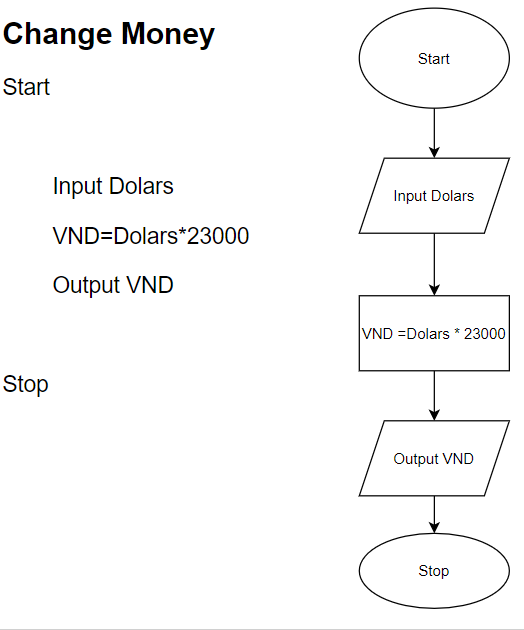 Change Money
Start
Input Dolars
VND=Dolars*23000
Output VND
Stop
Start
Input Dolars
VND =Dolars * 23000
Output VND
Stop